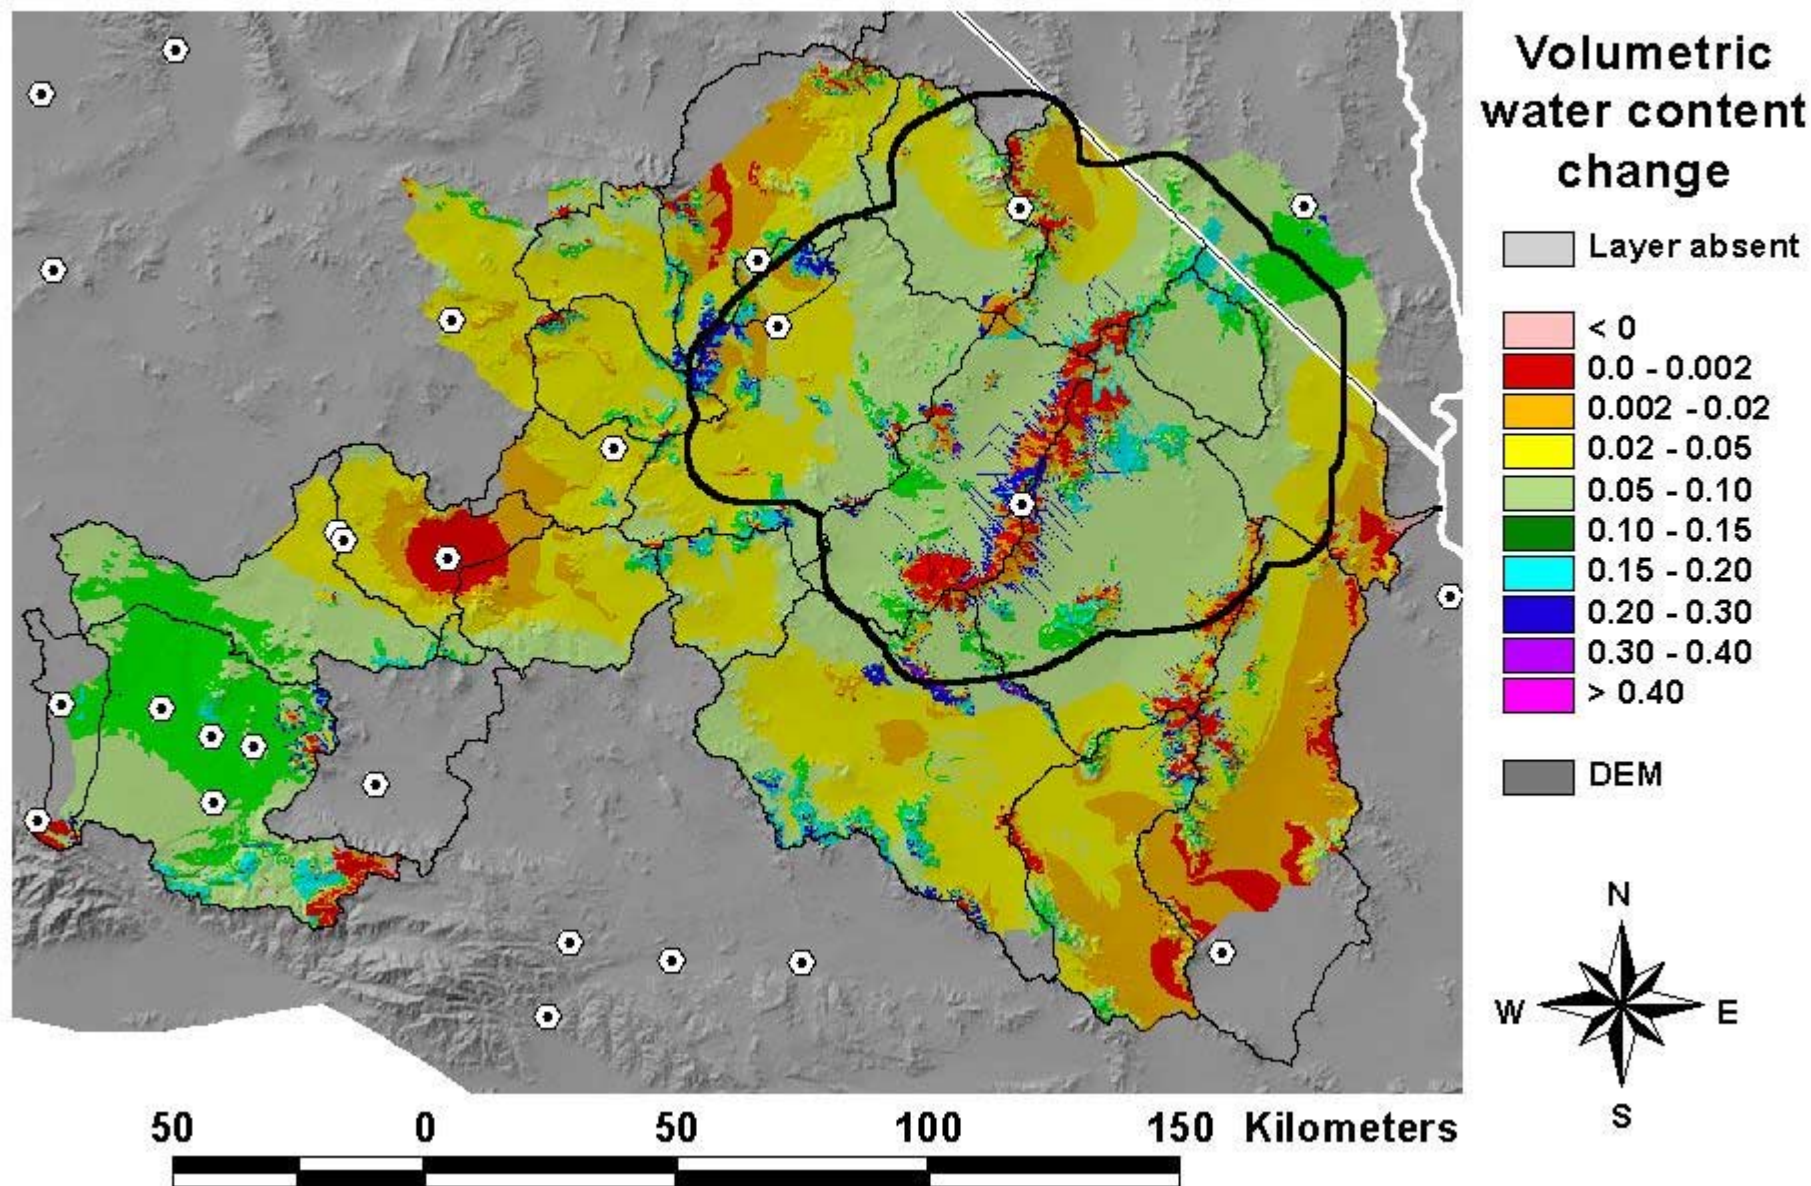 Volumetric
water content
change
Layer absent
< 0
0.0 - 0.002
0.002 - 0.02
0.02 - 0.05
0.05 - 0.10
0.10 - 0.15
0.15 - 0.20
0.20 - 0.30
0.30 - 0.40
> 0.40
DEM
N
W E
S
50 0 50 100 150 Kilometers